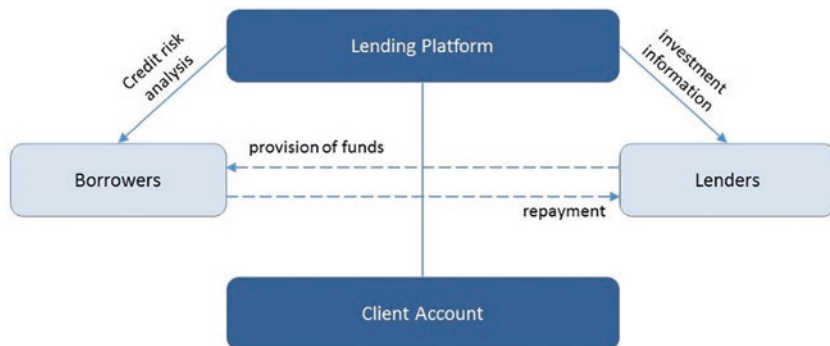 Lending Platform
Credit risk
analysis
investment
information
provision of funds
Borrowers
Lenders
repayment
Client Account